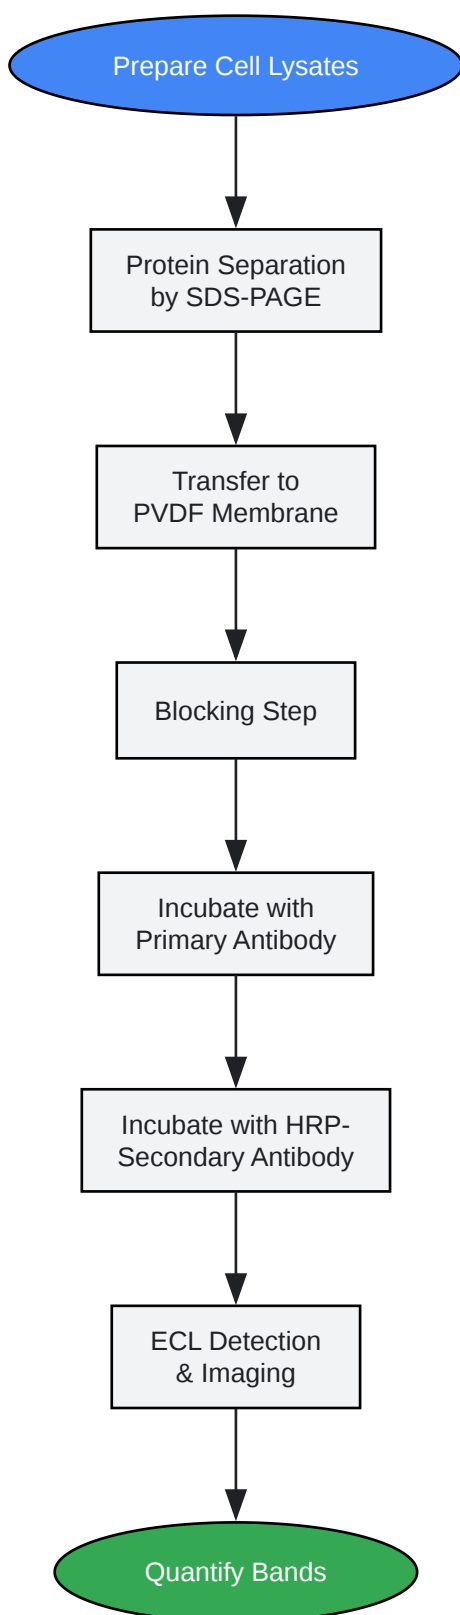 Prepare Cell Lysates
Protein Separation
by SDS-PAGE
Transfer to
PVDF Membrane
Blocking Step
Incubate with
Primary Antibody
Incubate with HRP-
Secondary Antibody
ECL Detection
& Imaging
Quantify Bands